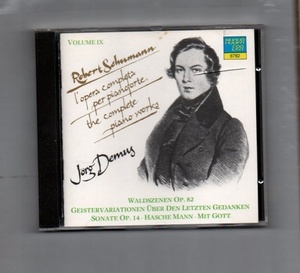 VOLUME IX
Robert Schumann
l'opera completa
per pianoforte
the complete
piano works
Jörg Demus
WALDSZENEN OP. 82
GEISTERVARIATIONEN ÜBER DEN LETZTEN GEDANKEN
SONATE OP. 14 · HASCHE MANN · MIT GOTT